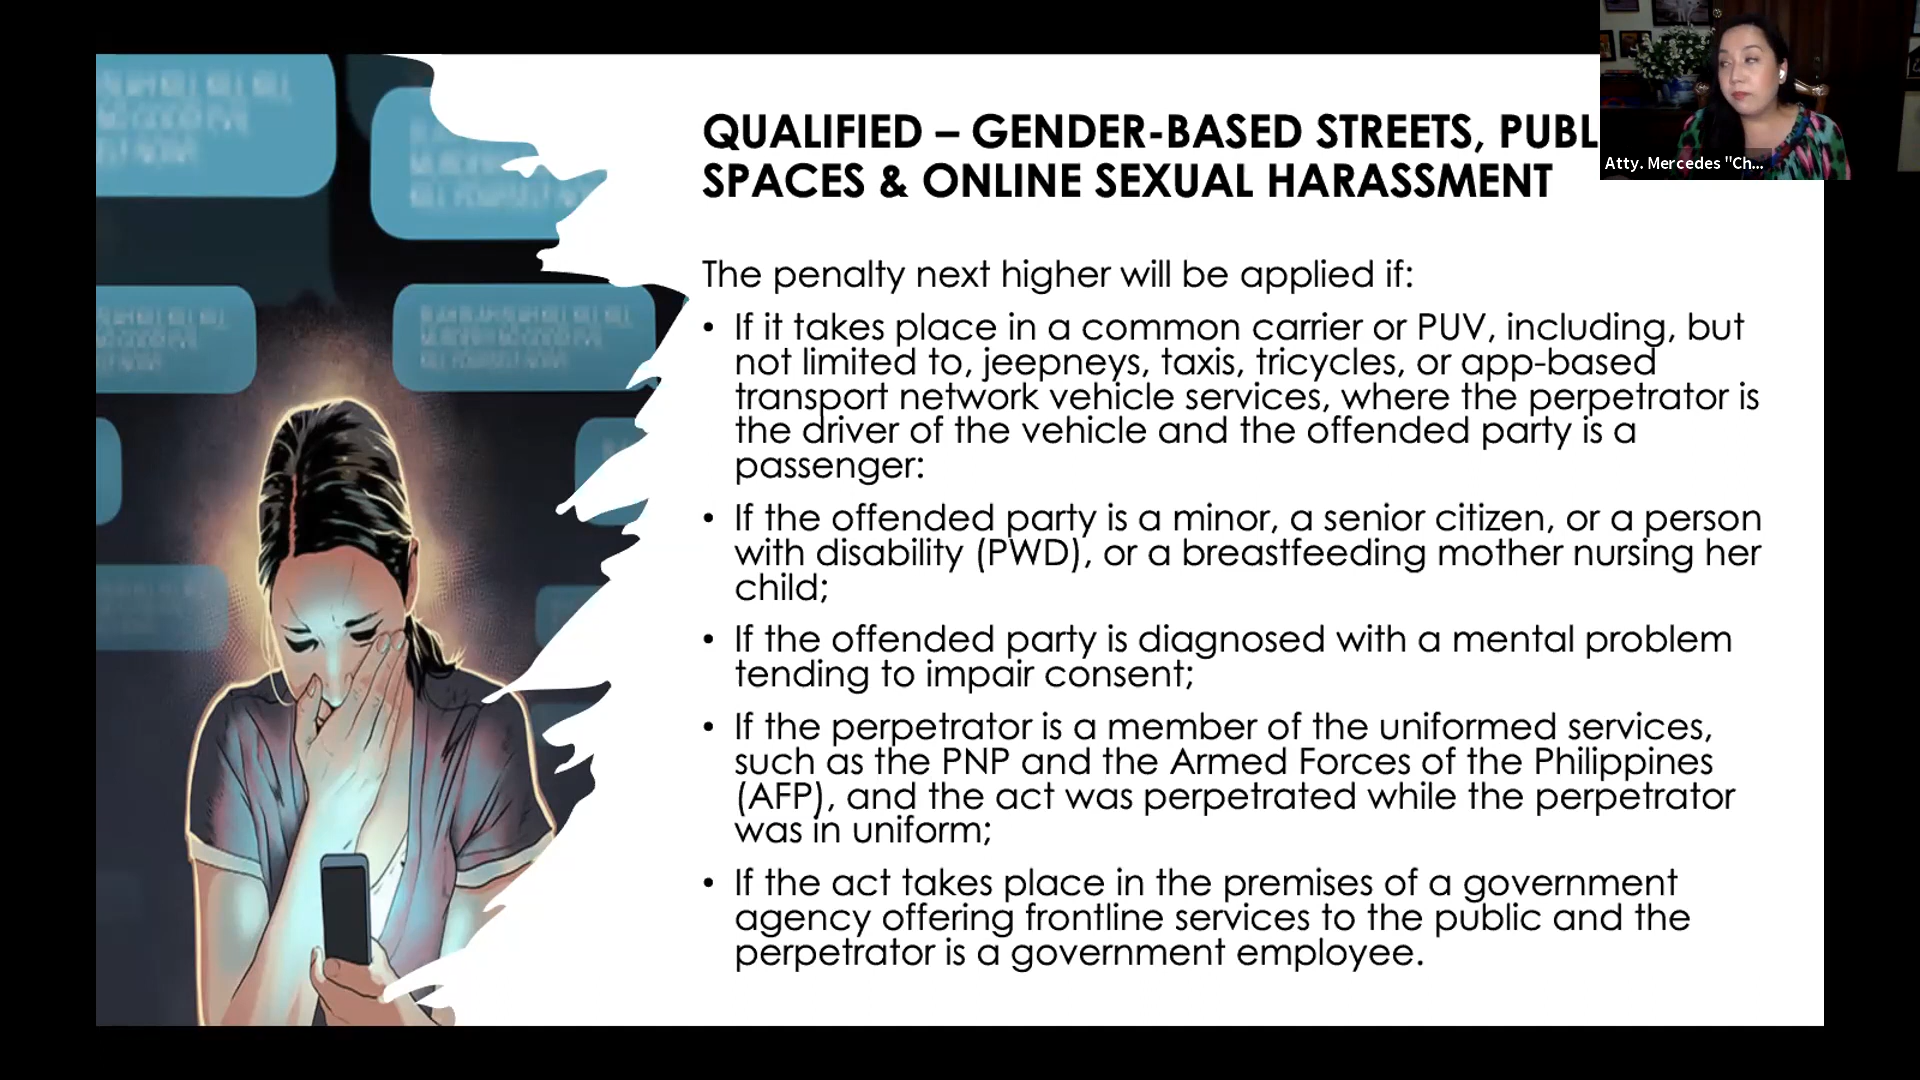 QUALIFIED – GENDER-BASED STREETS, PUBL
SPACES & ONLINE SEXUAL HARASSMENT
Atty. Mercedes "Ch...
The penalty next higher will be applied if:
• If it takes place in a common carrier or PUV, including, but
not limited to, jeepneys, taxis, tricycles, or app-based
transport network vehicle services, where the perpetrator is
the driver of the vehicle and the offended party is a
passenger:
• If the offended party is a minor, a senior citizen, or a person
with disability (PWD), or a breastfeeding mother nursing her
child;
• If the offended party is diagnosed with a mental problem
tending to impair consent;
• If the perpetrator is a member of the uniformed services,
such as the PNP and the Armed Forces of the Philippines
(AFP), and the act was perpetrated while the perpetrator
was in uniform;
• If the act takes place in the premises of a government
agency offering frontline services to the public and the
perpetrator is a government employee.